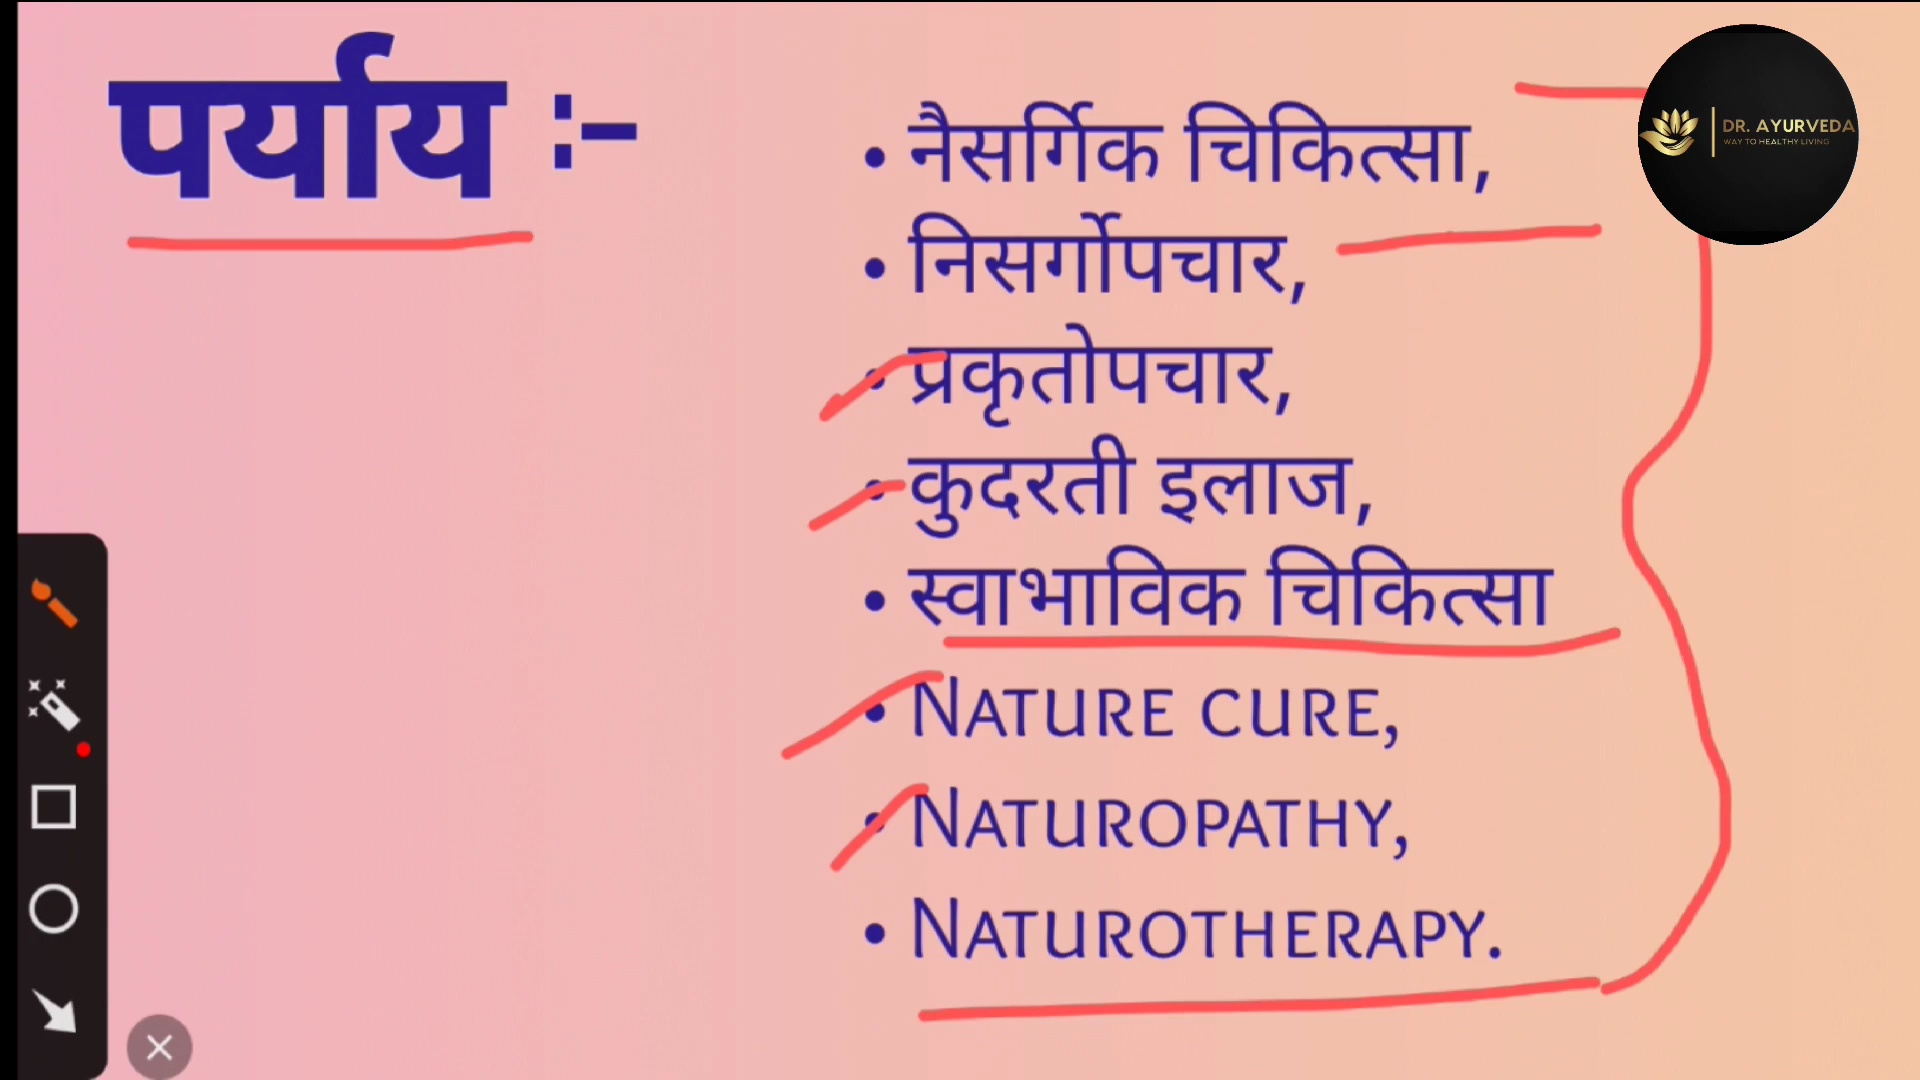 पर्याय :-
• नैसर्गिक चिकित्सा,
• निसर्गोपचार,
• प्रकृतोपचार,
• कुदरती इलाज,
• स्वाभाविक चिकित्सा
• NATURE CURE,
• NATUROPATHY,
• NATUROTHERAPY.
DR. AYURVEDA
WAY TO HEALTHY LIVING